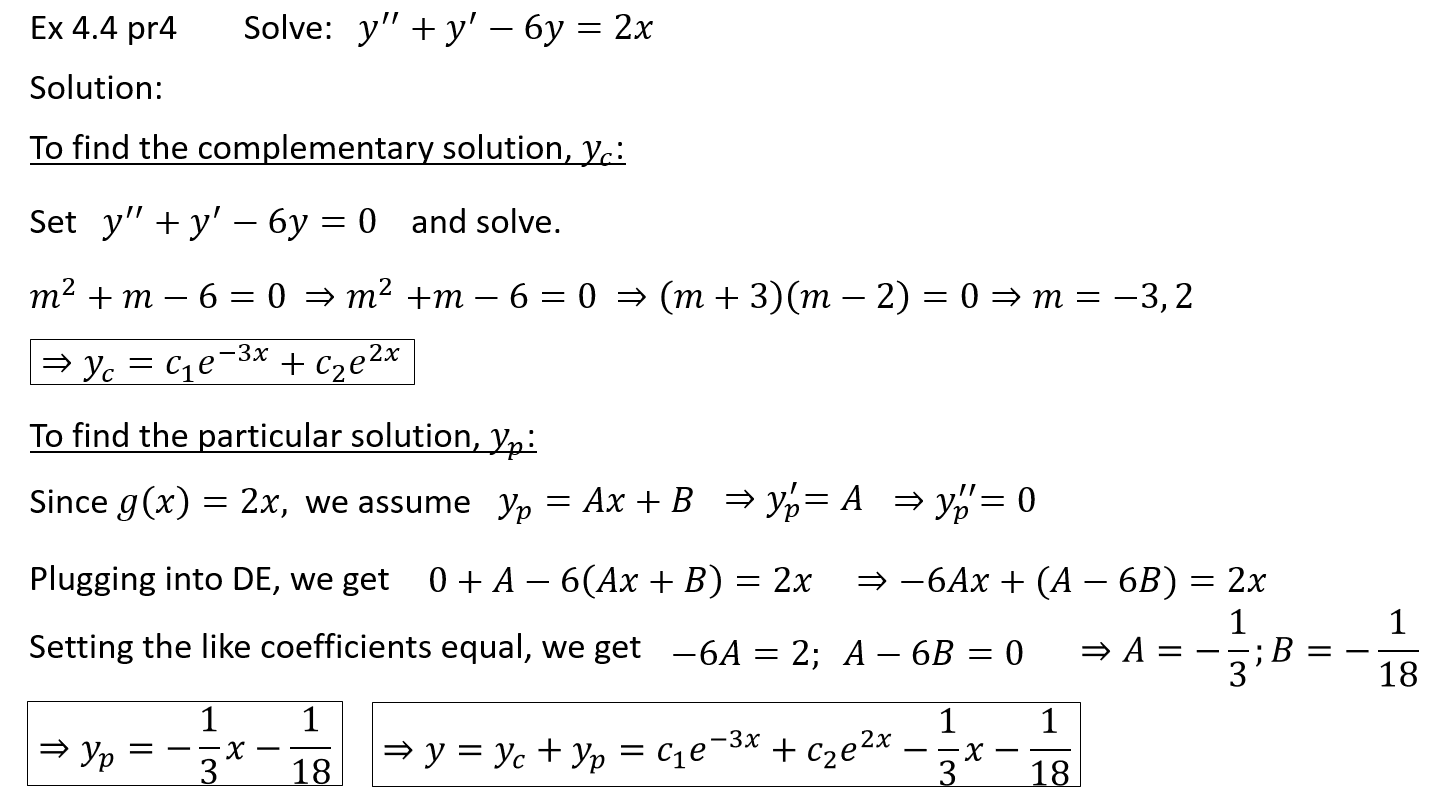 Ex 4.4 pr4 Solve: y′′ + y′ − 6y = 2x
Solution:
To find the complementary solution, y_c:
Set y′′ + y′ − 6y = 0 and solve.
m² + m − 6 = 0 ⇒ m² +m − 6 = 0 ⇒ (m + 3)(m − 2) = 0 ⇒ m = −3, 2
⇒ y_c = c₁e^{−3x} + c₂e^{2x}
To find the particular solution, y_p:
Since g(x) = 2x, we assume y_p = Ax + B ⇒ y_p′ = A ⇒ y_p′′ = 0
Plugging into DE, we get 0 + A − 6(Ax + B) = 2x ⇒ −6Ax + (A − 6B) = 2x
Setting the like coefficients equal, we get −6A = 2; A − 6B = 0 ⇒ A = −1/3; B = −1/18
⇒ y_p = −1/3 x − 1/18 ⇒ y = y_c + y_p = c₁e^{−3x} + c₂e^{2x} − 1/3 x − 1/18